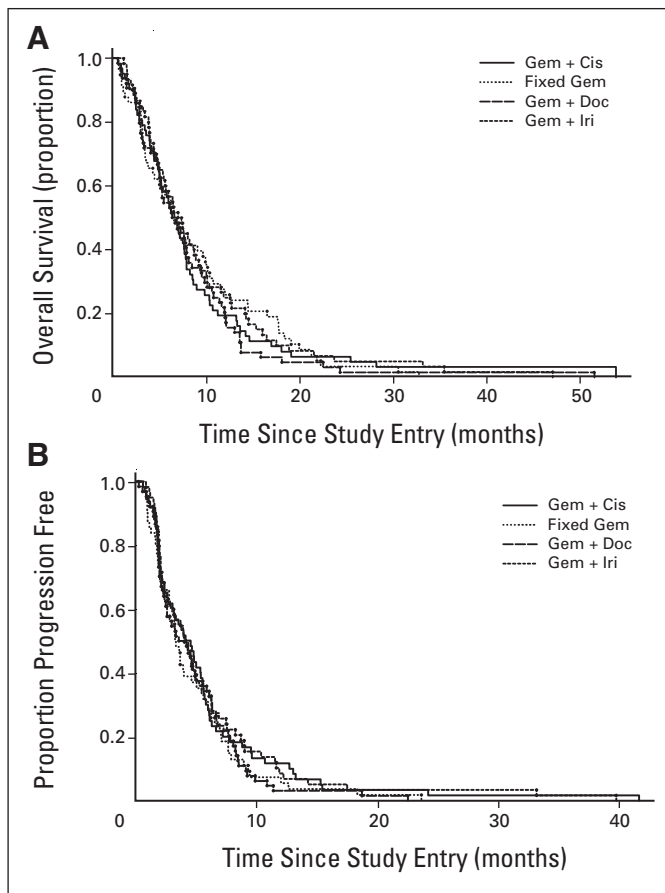 A
Overall Survival (proportion)
1.0
0.8
0.6
0.4
0.2
0
10
20
30
40
50
Gem + Cis
Fixed Gem
Gem + Doc
Gem + Iri
Time Since Study Entry (months)
B
Proportion Progression Free
1.0
0.8
0.6
0.4
0.2
0
10
20
30
40
Gem + Cis
Fixed Gem
Gem + Doc
Gem + Iri
Time Since Study Entry (months)